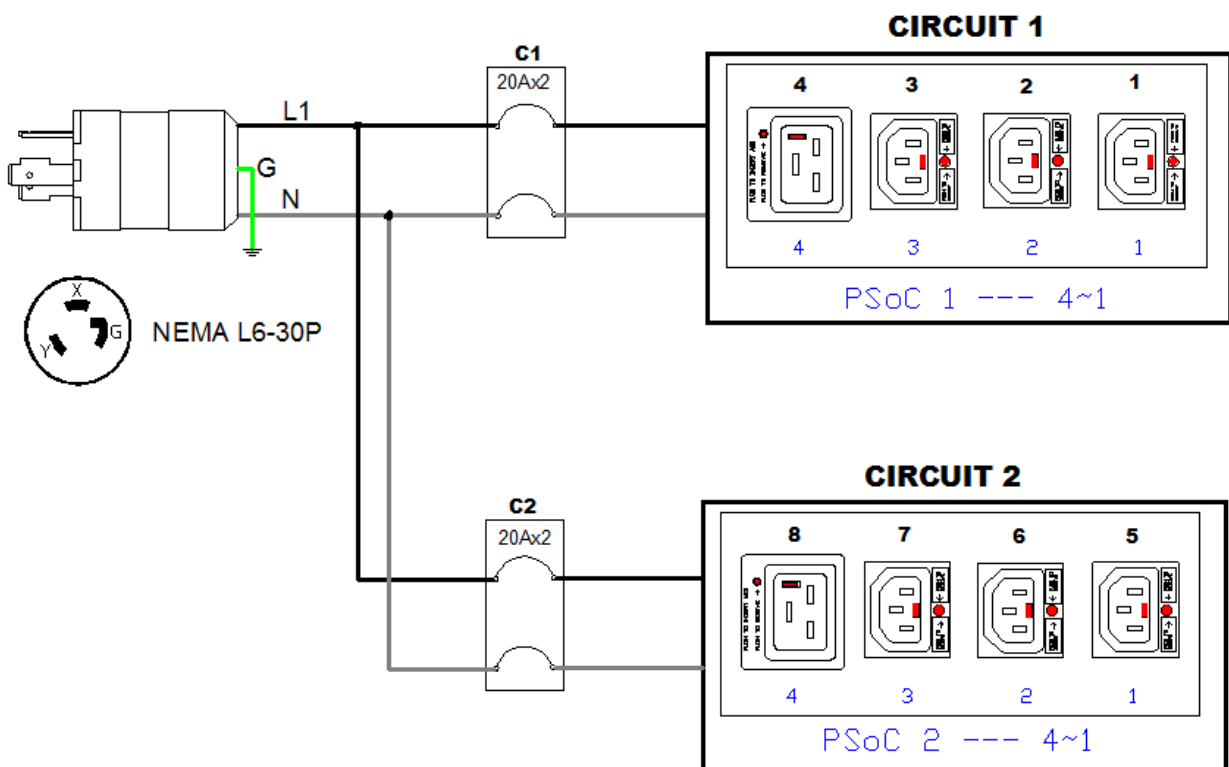 CIRCUIT 1
C1
20Ax2
4 3 2 1
L1
G
N
4 3 2 1
PSoC 1 --- 4~1
X
G
Y
NEMA L6-30P
CIRCUIT 2
C2
20Ax2
8 7 6 5
4 3 2 1
PSoC 2 --- 4~1